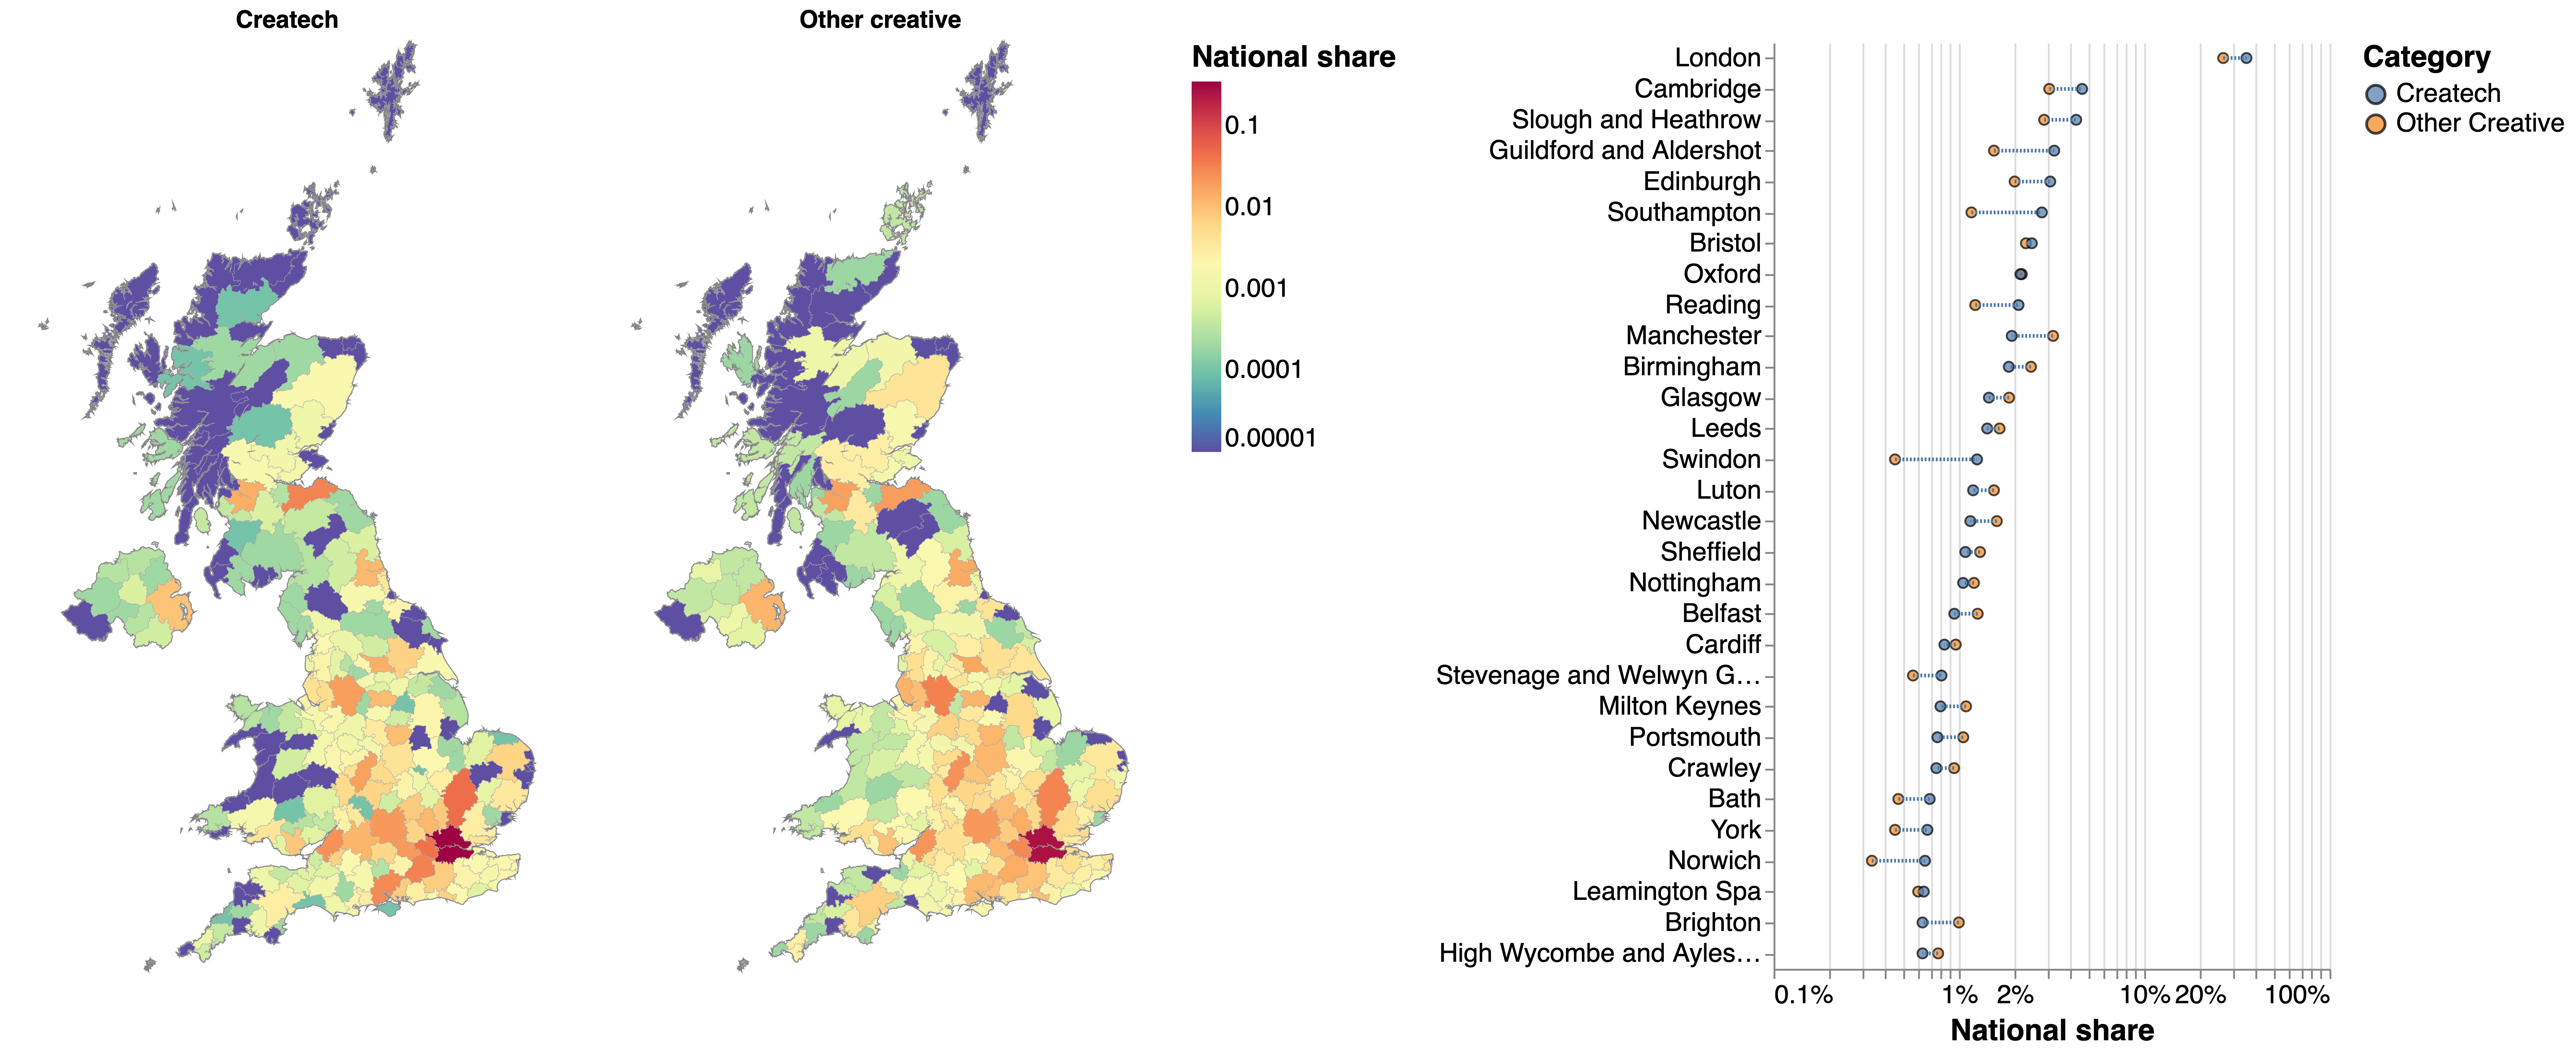 Createch
Other creative
National share
0.1
0.01
0.001
0.0001
0.00001
London
Cambridge
Slough and Heathrow
Guildford and Aldershot
Edinburgh
Southampton
Bristol
Oxford
Reading
Manchester
Birmingham
Glasgow
Leeds
Swindon
Luton
Newcastle
Sheffield
Nottingham
Belfast
Cardiff
Stevenage and Welwyn G…
Milton Keynes
Portsmouth
Crawley
Bath
York
Norwich
Leamington Spa
Brighton
High Wycombe and Ayles…
0.1% 1% 2% 10% 20% 100%
National share
Category
Createch
Other Creative